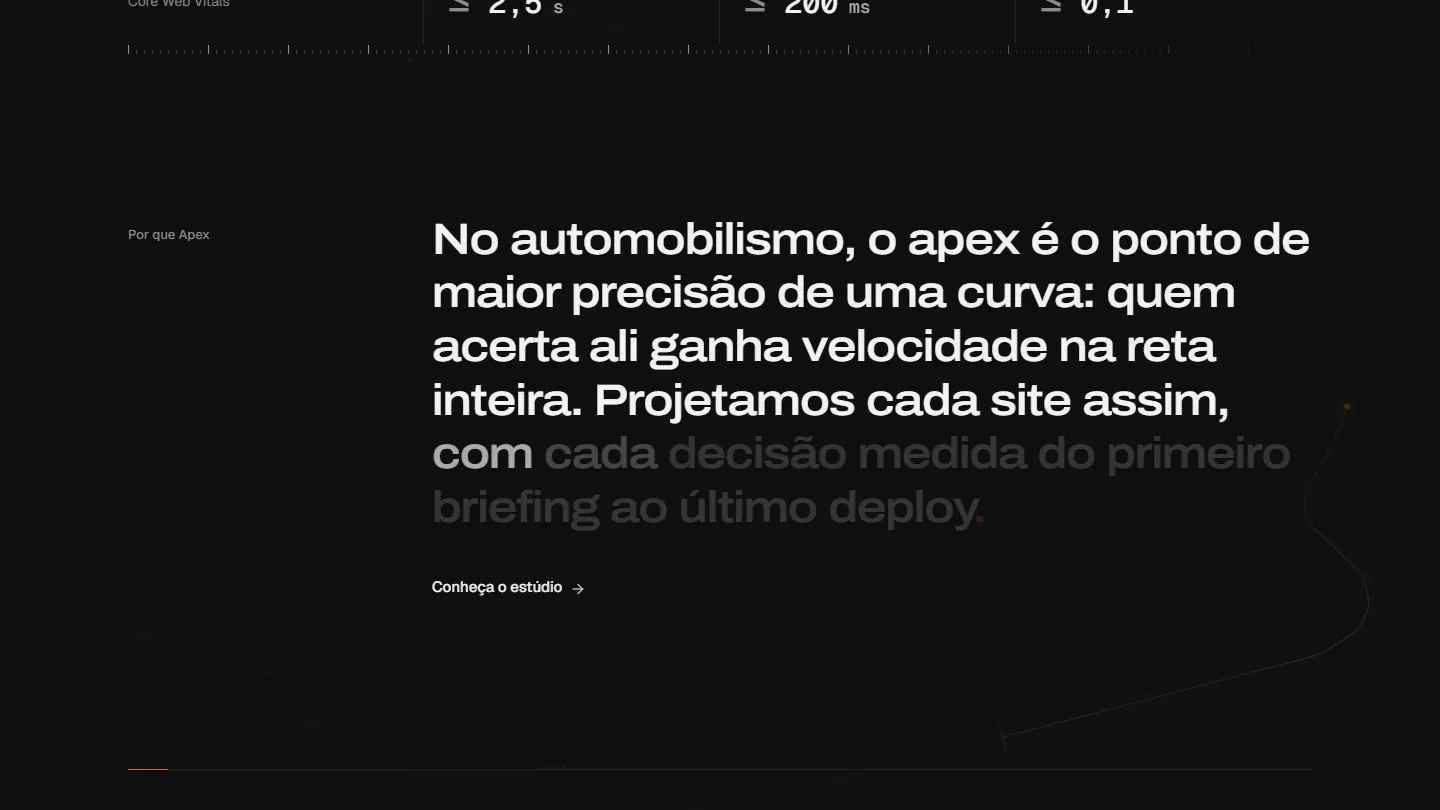 Core Web Vitals
≤ 2,5 s
≤ 200 ms
≤ 0,1
Por que Apex
No automobilismo, o apex é o ponto de
maior precisão de uma curva: quem
acerta ali ganha velocidade na reta
inteira. Projetamos cada site assim,
com cada decisão medida do primeiro
briefing ao último deploy.
Conheça o estúdio →